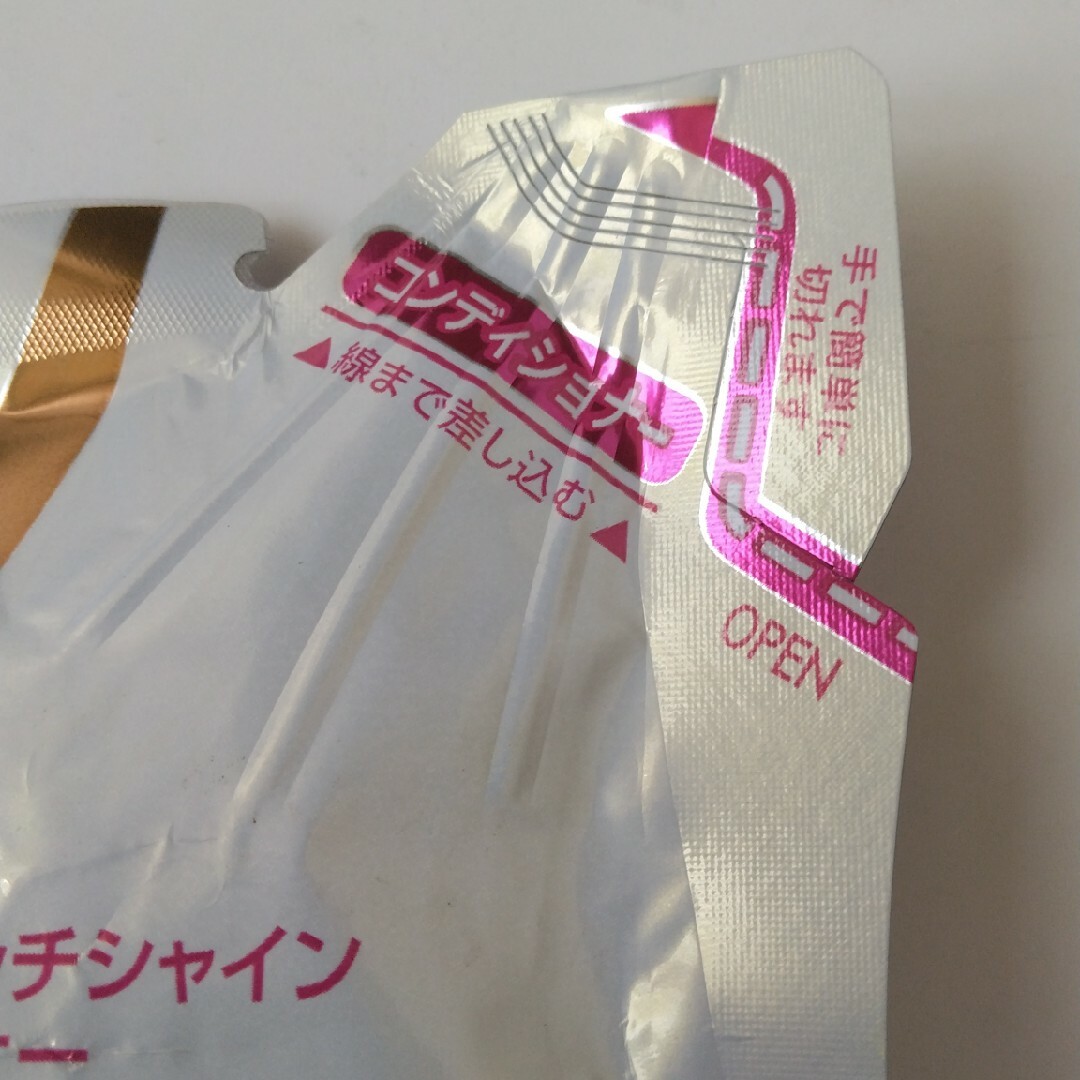 コンディショナー
線まで差し込む
手で簡単に
切れます
OPEN
チシャイン
ー